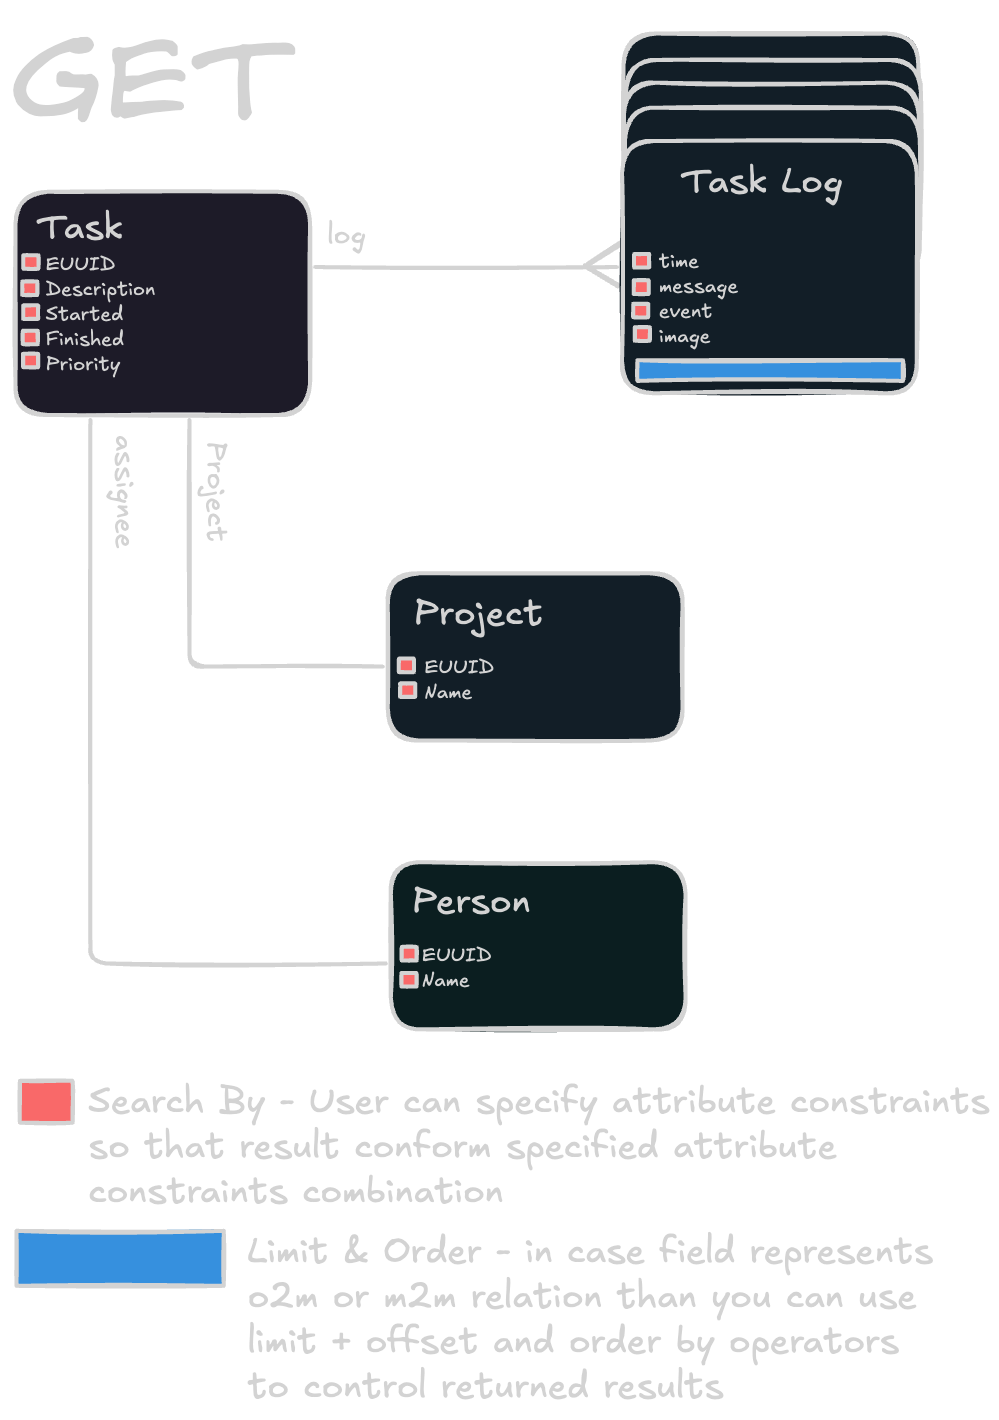 GET
Task Log
Task
log
EUUID
Description
Started
Finished
Priority
time
message
event
image
assignee
Project
Project
EUUID
Name
Person
EUUID
Name
Search By - User can specify attribute constraints
so that result conform specified attribute
constraints combination
Limit & Order - in case field represents
o2m or m2m relation than you can use
limit + offset and order by operators
to control returned results